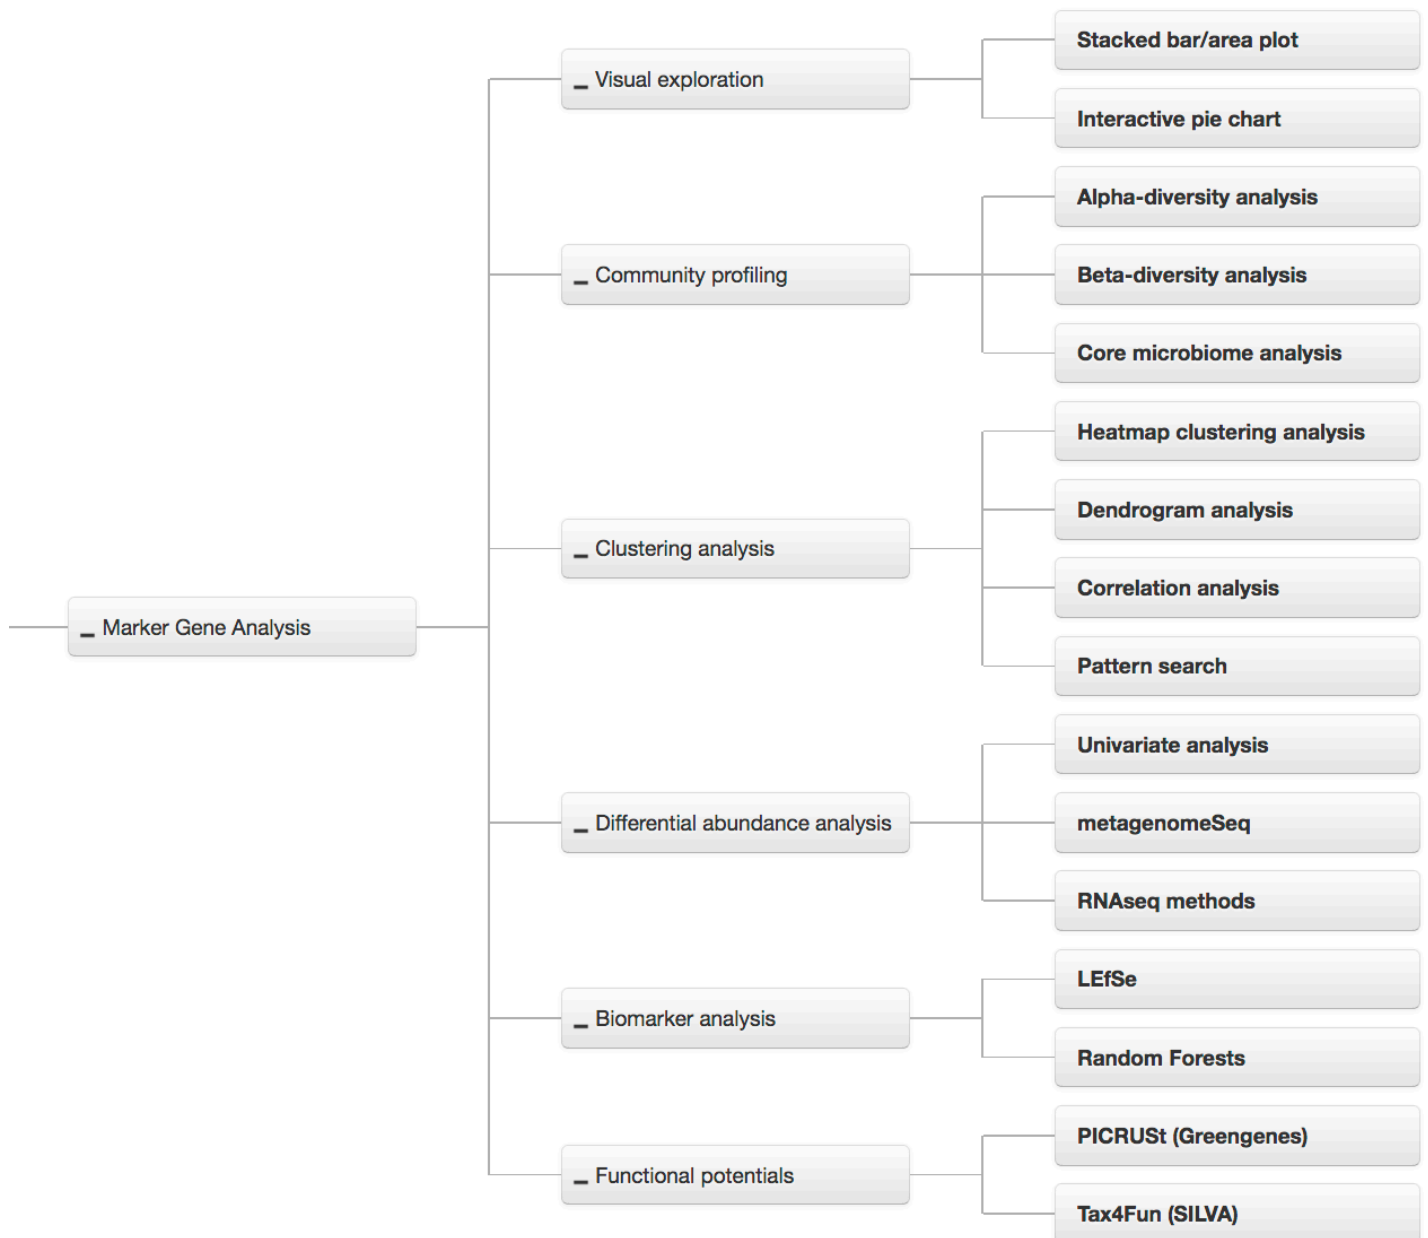 Marker Gene Analysis
Visual exploration
Stacked bar/area plot
Interactive pie chart
Community profiling
Alpha-diversity analysis
Beta-diversity analysis
Core microbiome analysis
Clustering analysis
Heatmap clustering analysis
Dendrogram analysis
Correlation analysis
Pattern search
Differential abundance analysis
Univariate analysis
metagenomeSeq
RNAseq methods
Biomarker analysis
LEfSe
Random Forests
Functional potentials
PICRUSt (Greengenes)
Tax4Fun (SILVA)